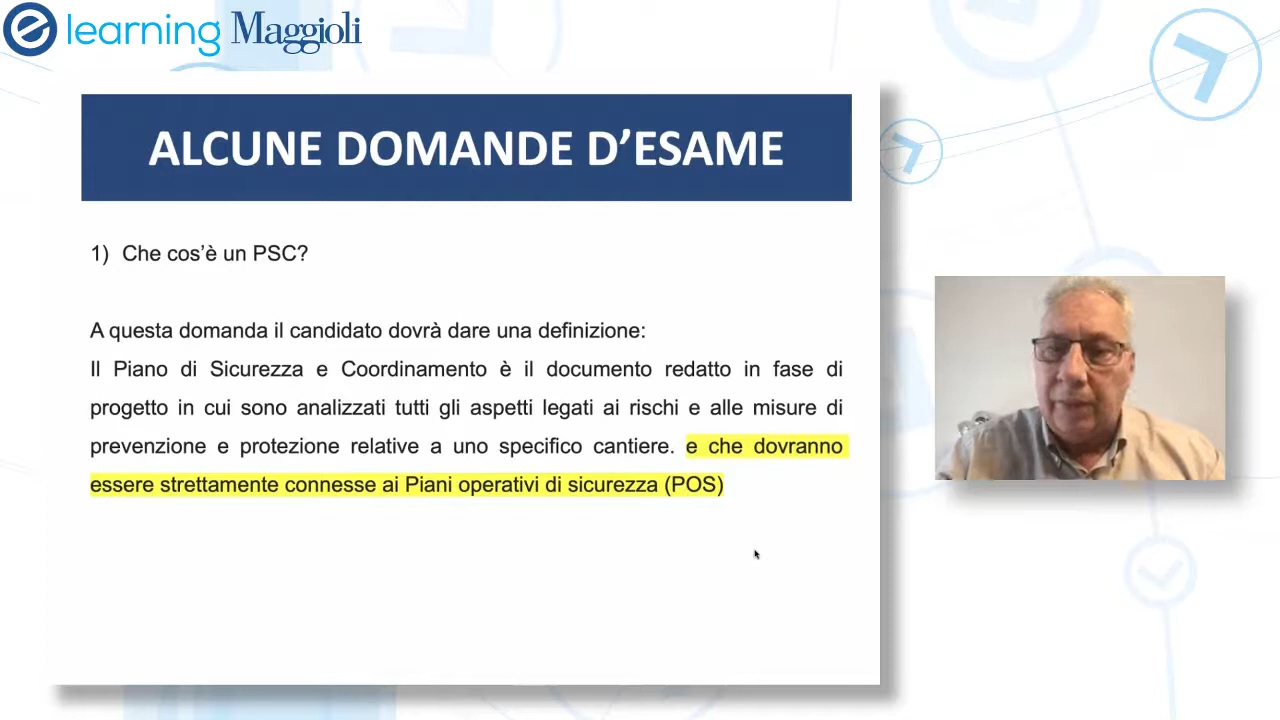 e learning Maggioli
ALCUNE DOMANDE D’ESAME
1) Che cos’è un PSC?
A questa domanda il candidato dovrà dare una definizione:
Il Piano di Sicurezza e Coordinamento è il documento redatto in fase di
progetto in cui sono analizzati tutti gli aspetti legati ai rischi e alle misure di
prevenzione e protezione relative a uno specifico cantiere. e che dovranno
essere strettamente connesse ai Piani operativi di sicurezza (POS)